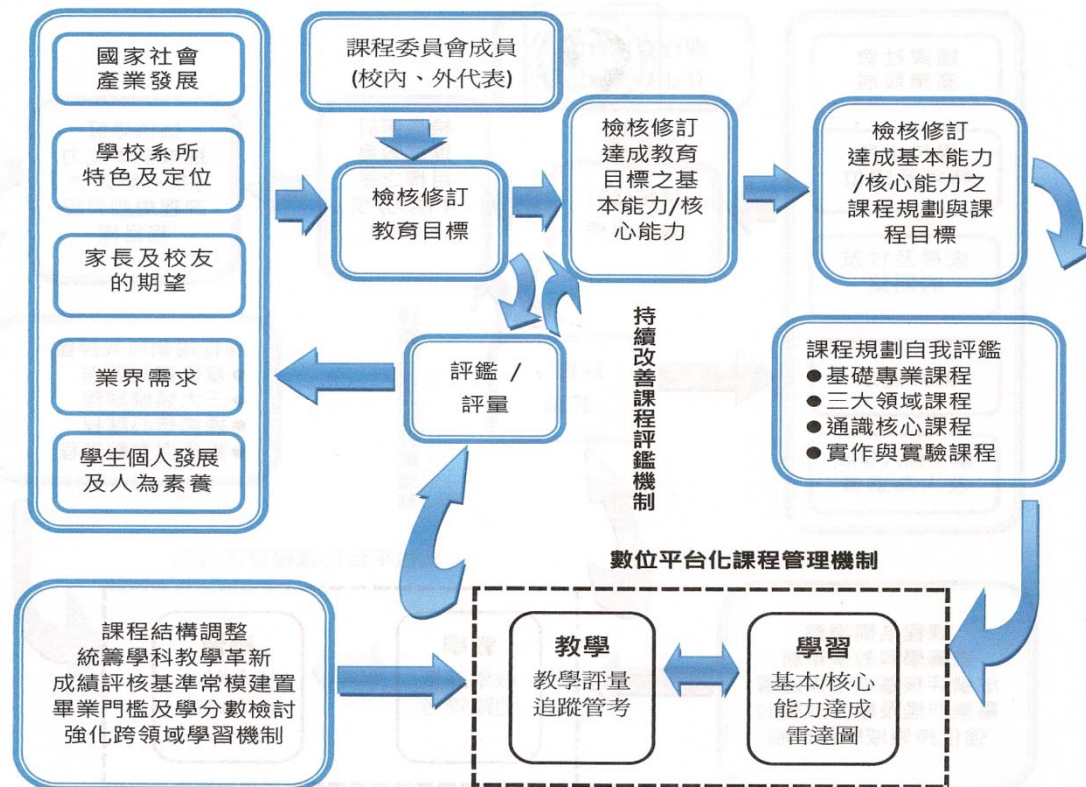 國家社會
產業發展
學校系所
特色及定位
家長及校友
的期望
業界需求
學生個人發展
及人為素養
課程委員會成員
(校內、外代表)
檢核修訂
教育目標
檢核修訂
達成教育
目標之基
本能力/核
心能力
檢核修訂
達成基本能力
/核心能力之
課程規劃與課
程目標
評鑑 /
評量
持續改善課程評鑑機制
課程規劃自我評鑑
●基礎專業課程
●三大領域課程
●通識核心課程
●實作與實驗課程
數位平台化課程管理機制
課程結構調整
統籌學科教學革新
成績評核基準常模建置
畢業門檻及學分數檢討
強化跨領域學習機制
教學
教學評量
追蹤管考
學習
基本/核心
能力達成
雷達圖